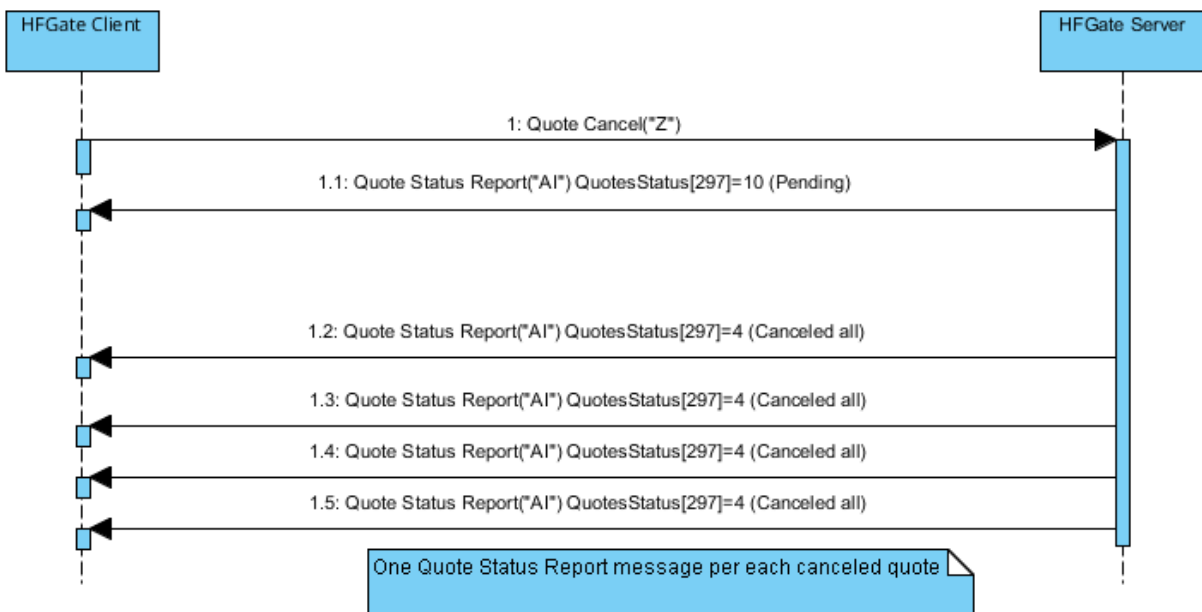 HFGate Client
HFGate Server
1: Quote Cancel("Z")
1.1: Quote Status Report("AI") QuotesStatus[297]=10 (Pending)
1.2: Quote Status Report("AI") QuotesStatus[297]=4 (Canceled all)
1.3: Quote Status Report("AI") QuotesStatus[297]=4 (Canceled all)
1.4: Quote Status Report("AI") QuotesStatus[297]=4 (Canceled all)
1.5: Quote Status Report("AI") QuotesStatus[297]=4 (Canceled all)
One Quote Status Report message per each canceled quote